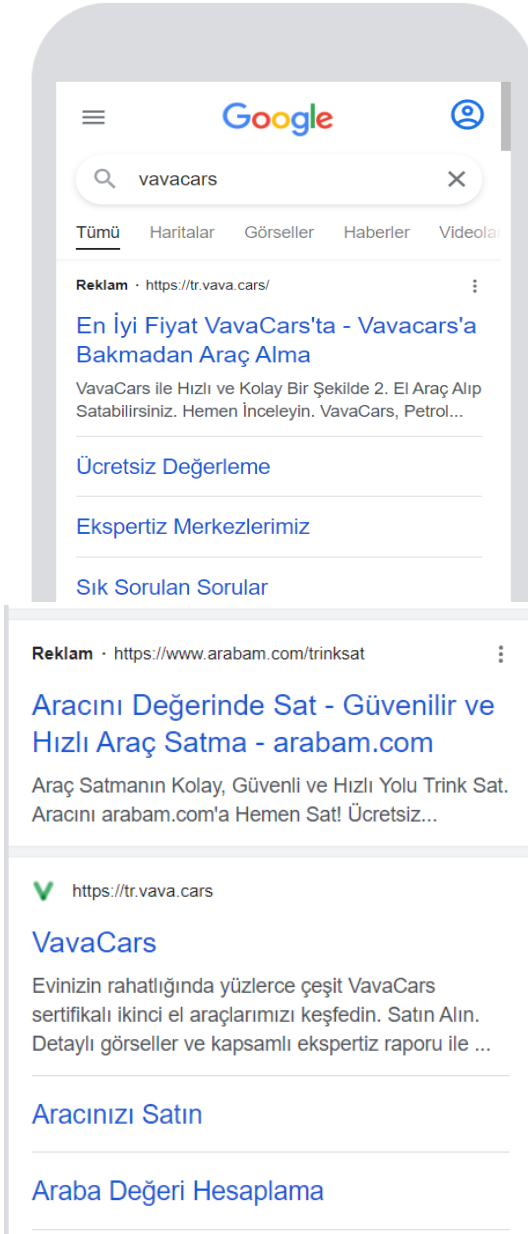 Google
vavacars
Tümü Haritalar Görseller Haberler Videola
Reklam · https://tr.vava.cars/
En İyi Fiyat VavaCars'ta - Vavacars'a
Bakmadan Araç Alma
VavaCars ile Hızlı ve Kolay Bir Şekilde 2. El Araç Alıp
Satabilirsiniz. Hemen İnceleyin. VavaCars, Petrol...
Ücretsiz Değerleme
Ekspertiz Merkezlerimiz
Sık Sorulan Sorular
Reklam · https://www.arabam.com/trinksat
Aracını Değerinde Sat - Güvenilir ve
Hızlı Araç Satma - arabam.com
Araç Satmanın Kolay, Güvenli ve Hızlı Yolu Trink Sat.
Aracını arabam.com'a Hemen Sat! Ücretsiz...
https://tr.vava.cars
VavaCars
Evinizin rahatlığında yüzlerce çeşit VavaCars
sertifikalı ikinci el araçlarımızı keşfedin. Satın Alın.
Detaylı görseller ve kapsamlı ekspertiz raporu ile ...
Aracınızı Satın
Araba Değeri Hesaplama